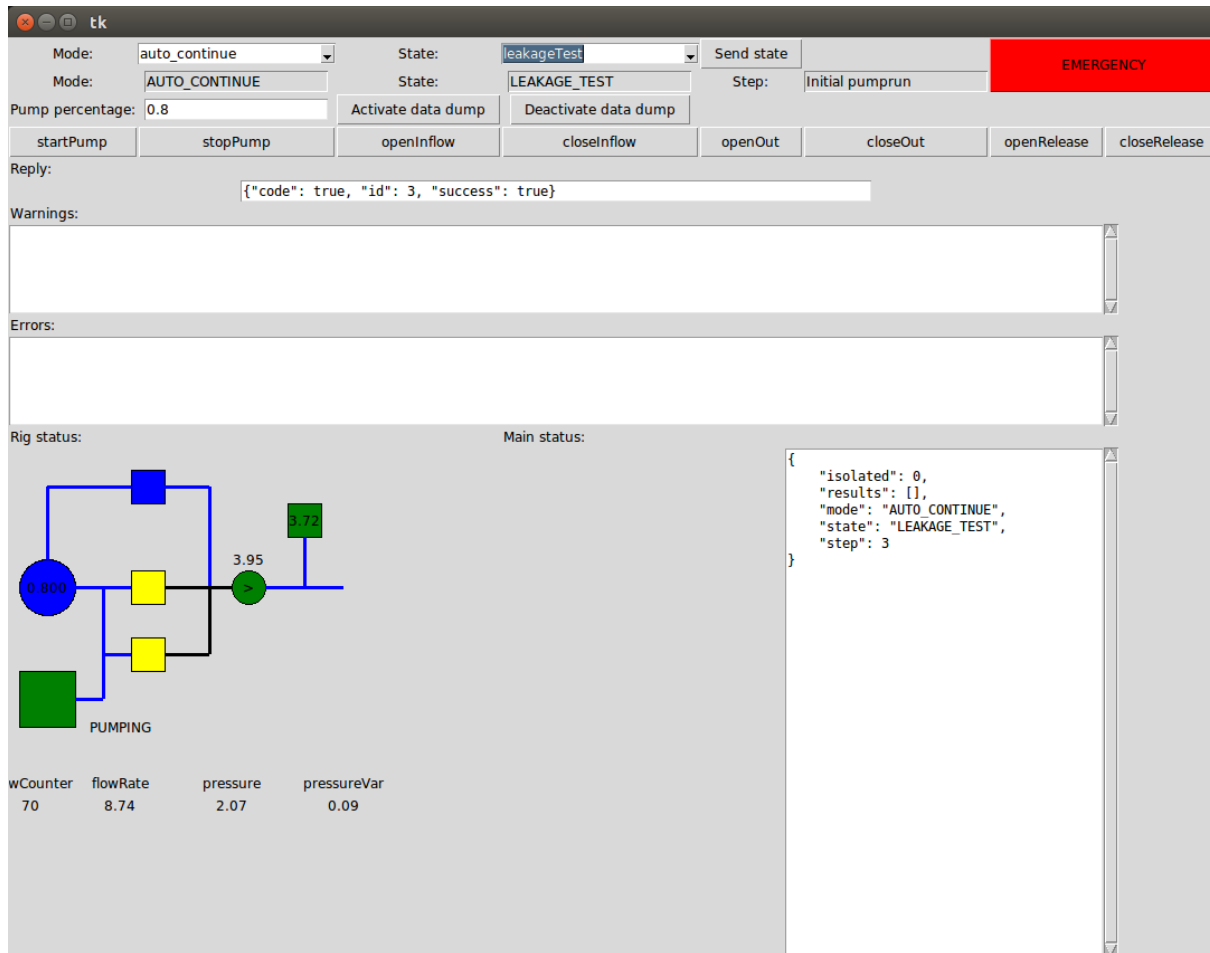 tk
Mode: auto_continue State: leakageTest Send state EMERGENCY
Mode: AUTO_CONTINUE State: LEAKAGE_TEST Step: Initial pumprun
Pump percentage: 0.8 Activate data dump Deactivate data dump
startPump stopPump openInflow closeInflow openOut closeOut openRelease closeRelease
Reply:
{"code": true, "id": 3, "success": true}
Warnings:
Errors:
Rig status: Main status:
{
"isolated": 0,
"results": [],
"mode": "AUTO_CONTINUE",
"state": "LEAKAGE_TEST",
"step": 3
}
3.72
3.95
0.800 >
PUMPING
wCounter flowRate pressure pressureVar
70 8.74 2.07 0.09